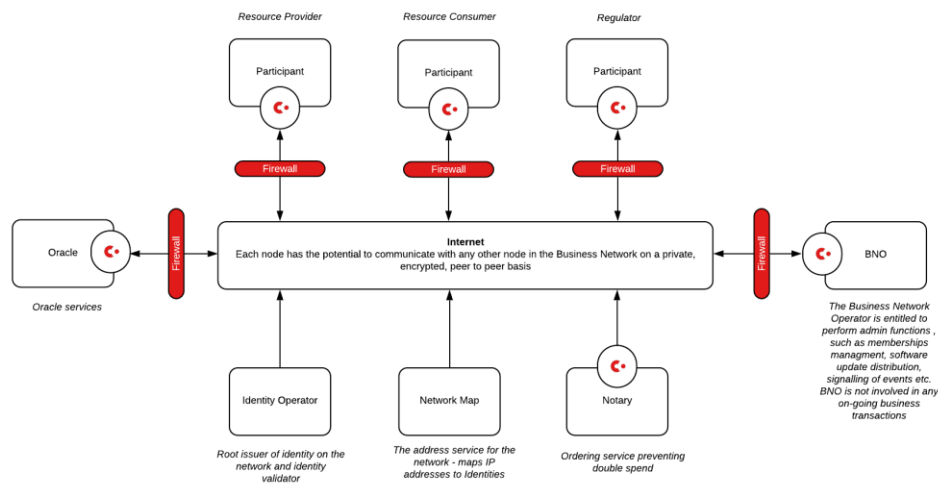 Resource Provider
Resource Consumer
Regulator
Participant
Participant
Participant
Firewall
Firewall
Firewall
Oracle
Firewall
Internet
Each node has the potential to communicate with any other node in the Business Network on a private,
encrypted, peer to peer basis
Firewall
BNO
Oracle services
The Business Network
Operator is entitled to
perform admin functions ,
such as memberships
managment, software
update distribution,
signalling of events etc.
BNO is not involved in any
on-going business
transactions
Identity Operator
Network Map
Notary
Root issuer of identity on the
network and identity
validator
The address service for the
network - maps IP
addresses to Identities
Ordering service preventing
double spend